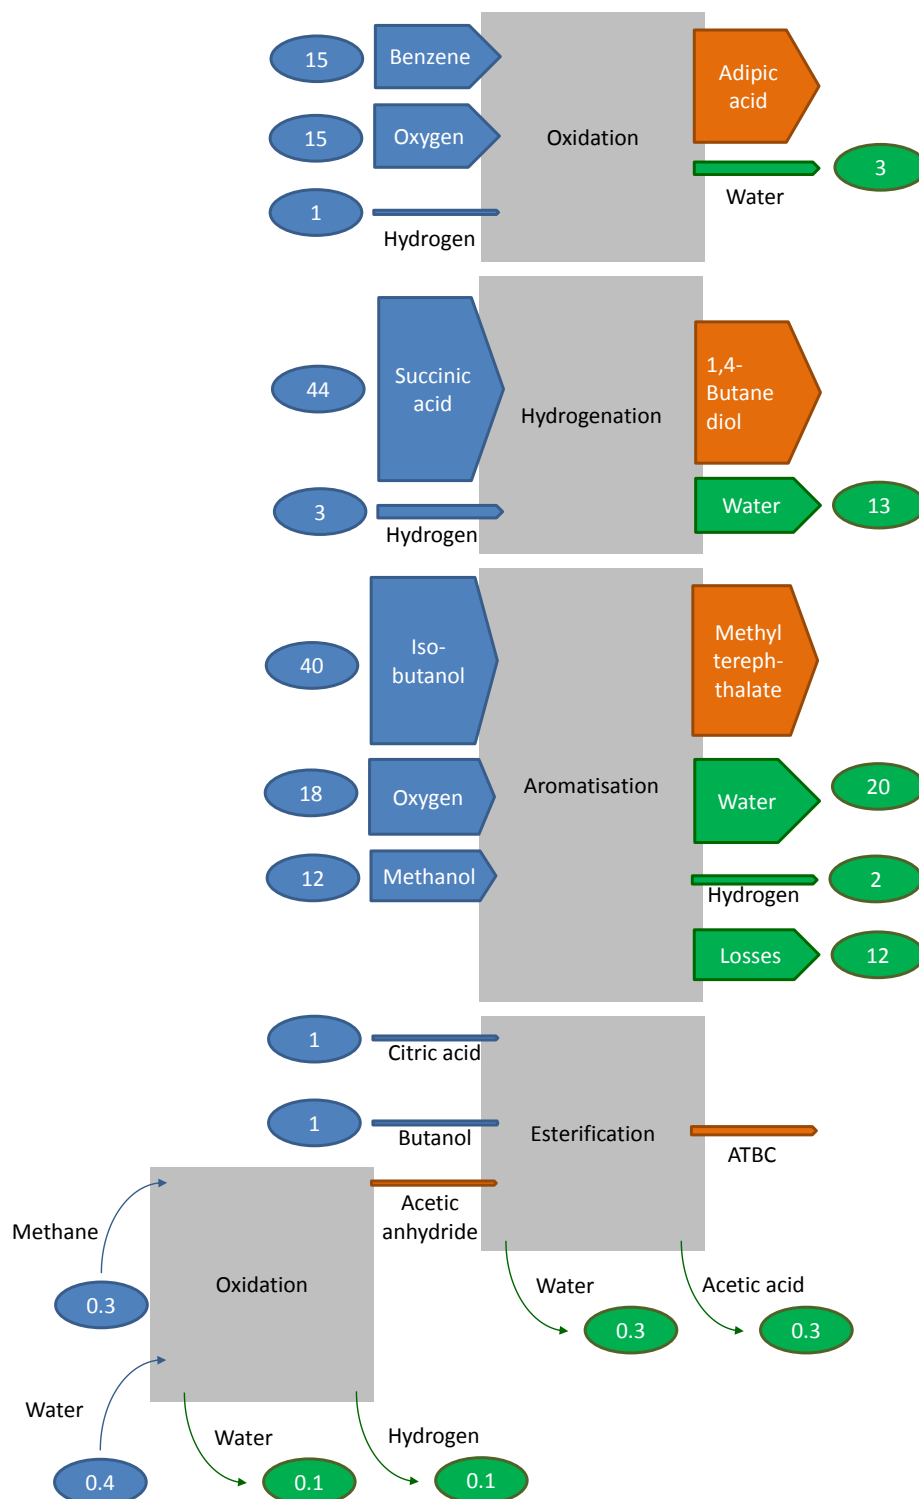 15
Benzene
Adipic
acid
15
Oxygen
Oxidation
3
Water
1
Hydrogen
44
Succinic
acid
Hydrogenation
1,4-
Butane
diol
3
Hydrogen
Water
13
40
Iso-
butanol
Methyl
tereph-
thalate
18
Oxygen
Aromatisation
Water
20
12
Methanol
Hydrogen
2
Losses
12
1
Citric acid
1
Butanol
Esterification
ATBC
Acetic
anhydride
Methane
0.3
Oxidation
Water
0.3
Acetic acid
0.3
Water
0.4
Water
0.1
Hydrogen
0.1